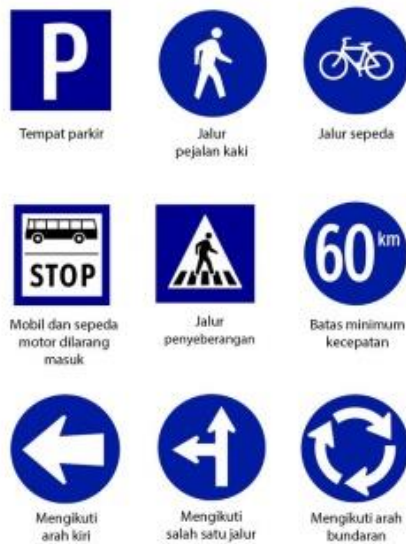 P
Tempat parkir
Jalur
pejalan kaki
Jalur sepeda
STOP
Mobil dan sepeda
motor dilarang
masuk
Jalur
penyeberangan
60 km
Batas minimum
kecepatan
Mengikuti
arah kiri
Mengikuti
salah satu jalur
Mengikuti arah
bundaran